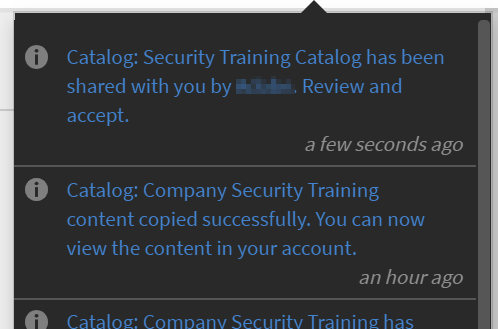 Catalog: Security Training Catalog has been
shared with you by . Review and
accept.
a few seconds ago
Catalog: Company Security Training
content copied successfully. You can now
view the content in your account.
an hour ago
Catalog: Company Security Training has